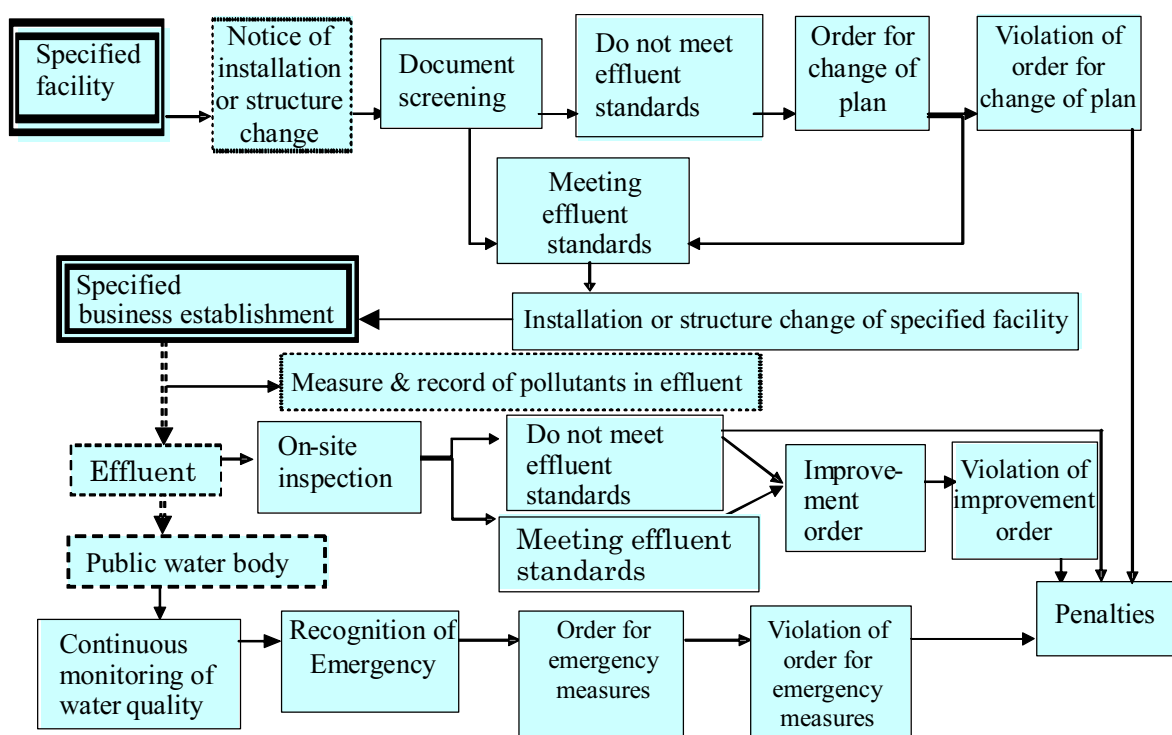 Specified
facility
Notice of
installation
or structure
change
Document
screening
Do not meet
effluent
standards
Order for
change of
plan
Violation of
order for
change of plan
Meeting
effluent
standards
Specified
business establishment
Installation or structure change of specified facility
Measure & record of pollutants in effluent
Effluent
On-site
inspection
Do not meet
effluent
standards
Meeting effluent
standards
Improve-
ment
order
Violation of
improvement
order
Public water body
Penalties
Continuous
monitoring of
water quality
Recognition of
Emergency
Order for
emergency
measures
Violation of
order for
emergency
measures